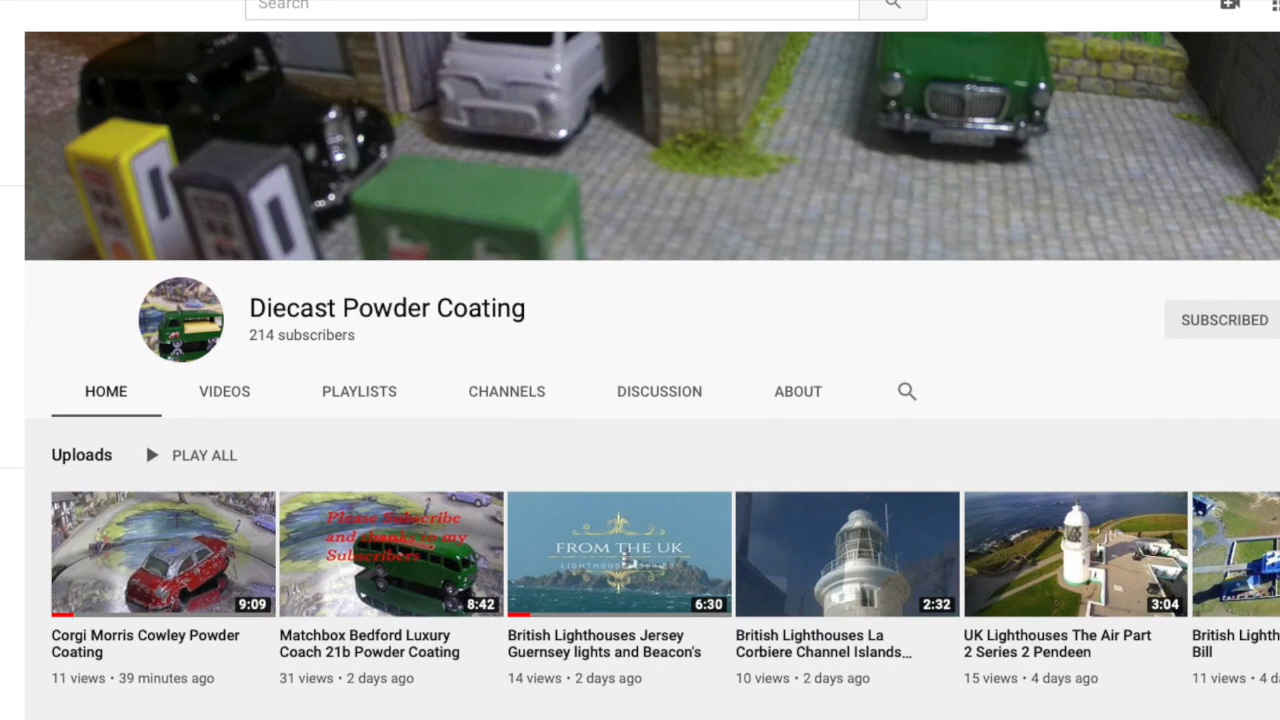 Search
Diecast Powder Coating
214 subscribers
SUBSCRIBED
HOME
VIDEOS
PLAYLISTS
CHANNELS
DISCUSSION
ABOUT
Uploads
PLAY ALL
9:09
Corgi Morris Cowley Powder
Coating
11 views • 39 minutes ago
Please Subscribe
and thanks to my
Subscribers
8:42
Matchbox Bedford Luxury
Coach 21b Powder Coating
31 views • 2 days ago
FROM THE UK
LIGHTHOUSE SERIES
6:30
British Lighthouses Jersey
Guernsey lights and Beacon's
14 views • 2 days ago
2:32
British Lighthouses La
Corbiere Channel Islands...
10 views • 2 days ago
3:04
UK Lighthouses The Air Part
2 Series 2 Pendeen
15 views • 4 days ago
British Lighth
Bill
11 views • 4 d